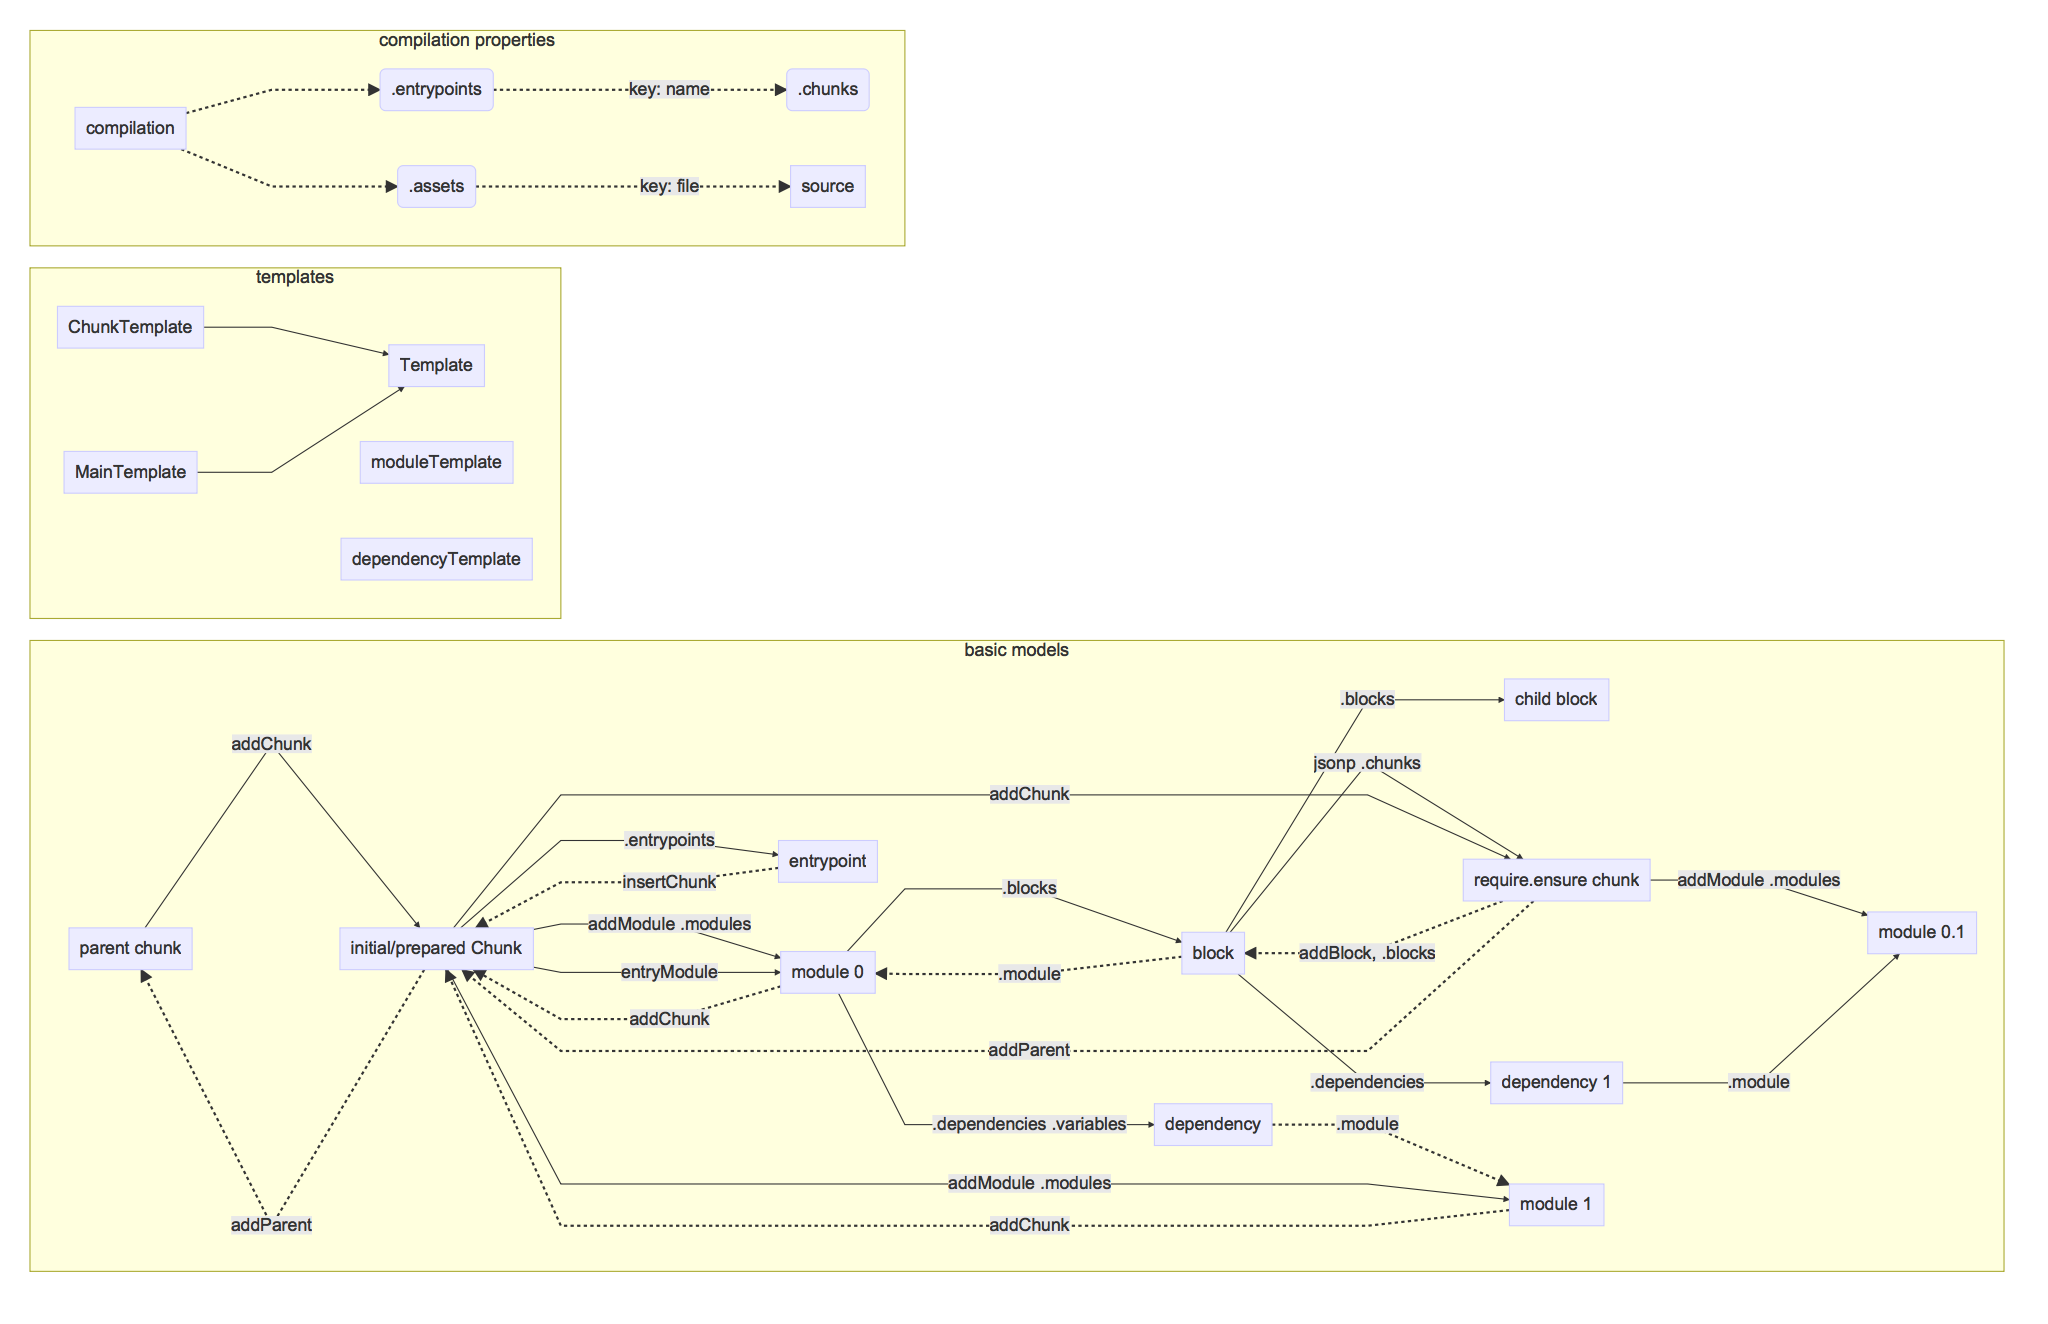 compilation properties
.entrypoints
key: name
.chunks
compilation
.assets
key: file
source
templates
ChunkTemplate
Template
MainTemplate
moduleTemplate
dependencyTemplate
basic models
.blocks
child block
addChunk
jsonp .chunks
addChunk
.entrypoints
entrypoint
insertChunk
.blocks
require.ensure chunk
addModule .modules
addModule .modules
module 0.1
parent chunk
initial/prepared Chunk
entryModule
module 0
.module
block
addBlock, .blocks
addChunk
addParent
.dependencies
dependency 1
.module
.dependencies .variables
dependency
.module
addModule .modules
module 1
addParent
addChunk